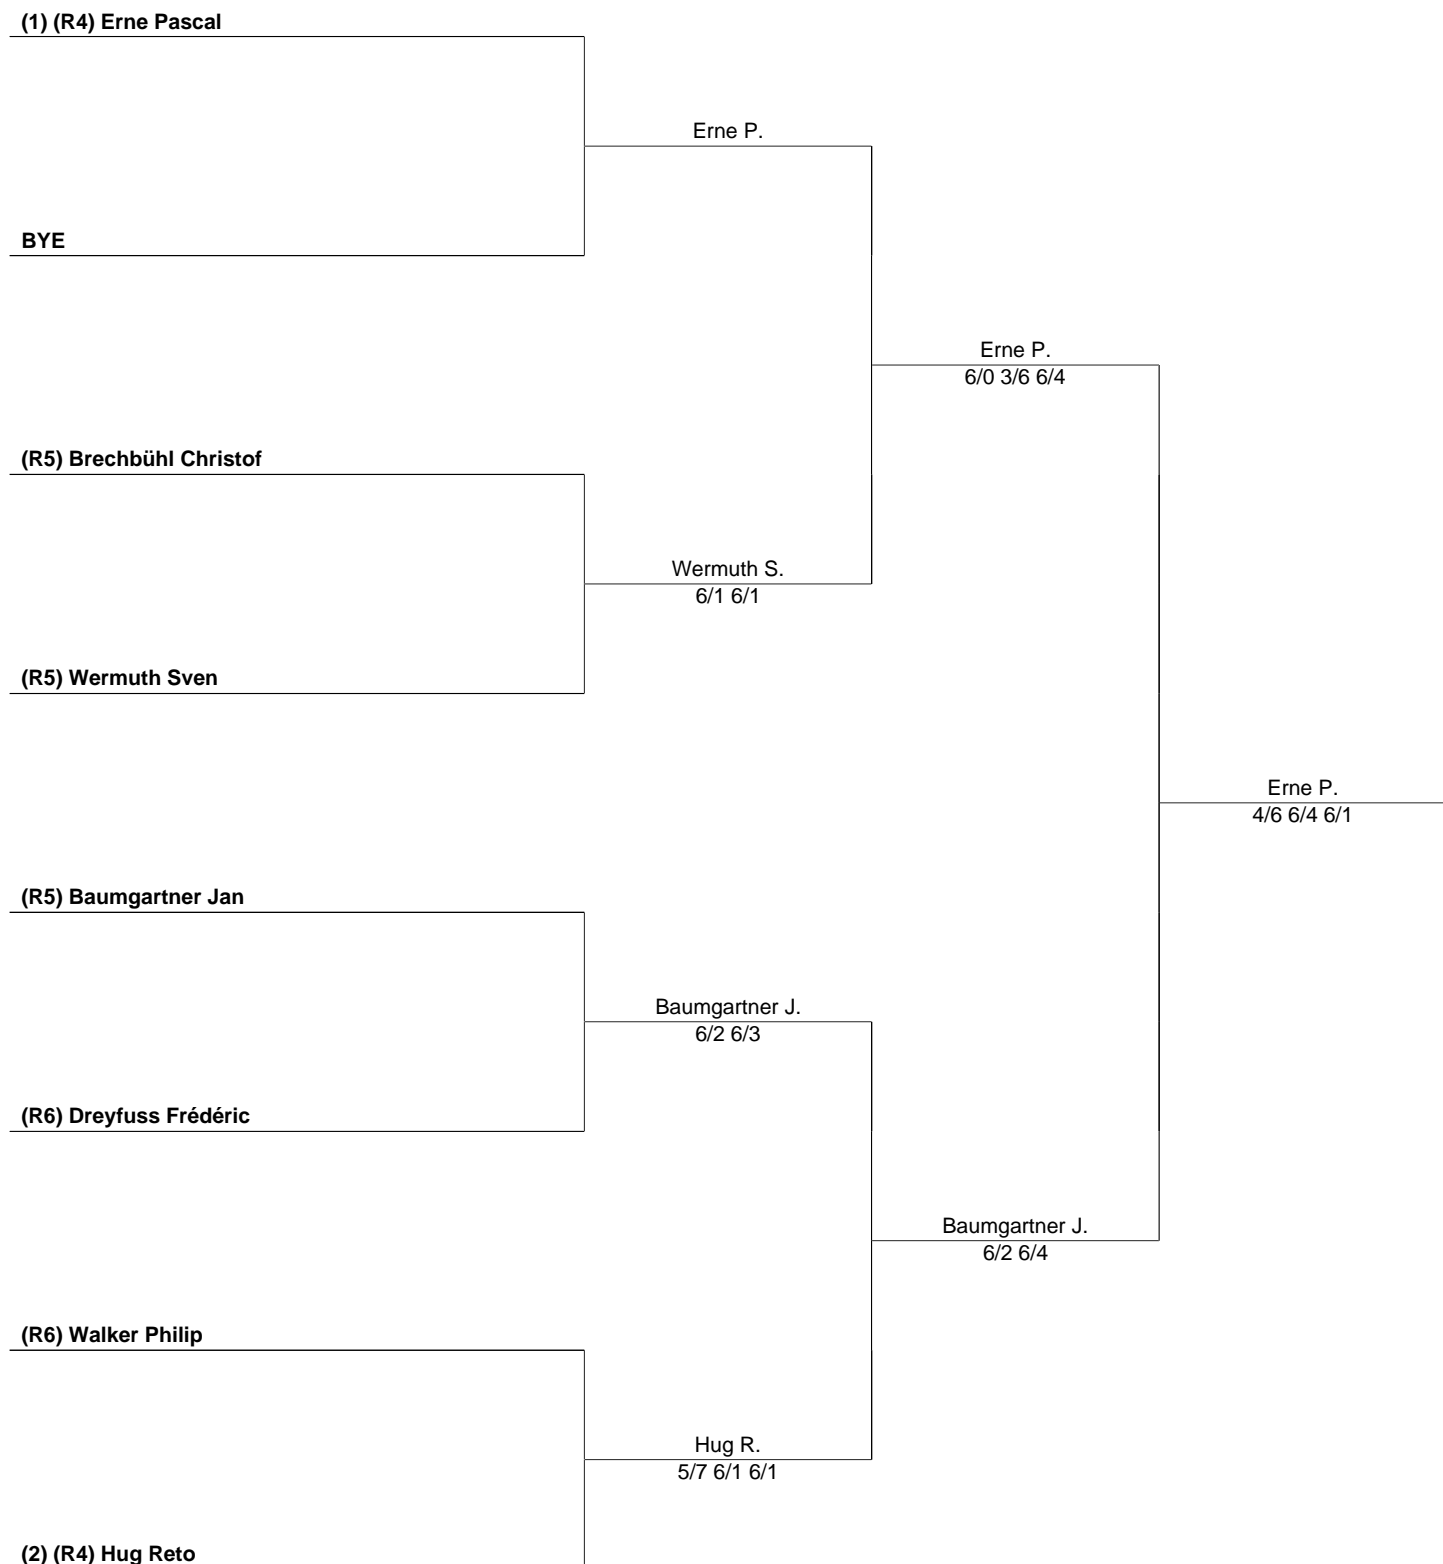 (1) (R4) Erne Pascal
Erne P.
BYE
Erne P.
6/0 3/6 6/4
(R5) Brechbühl Christof
Wermuth S.
6/1 6/1
(R5) Wermuth Sven
Erne P.
4/6 6/4 6/1
(R5) Baumgartner Jan
Baumgartner J.
6/2 6/3
(R6) Dreyfuss Frédéric
Baumgartner J.
6/2 6/4
(R6) Walker Philip
Hug R.
5/7 6/1 6/1
(2) (R4) Hug Reto